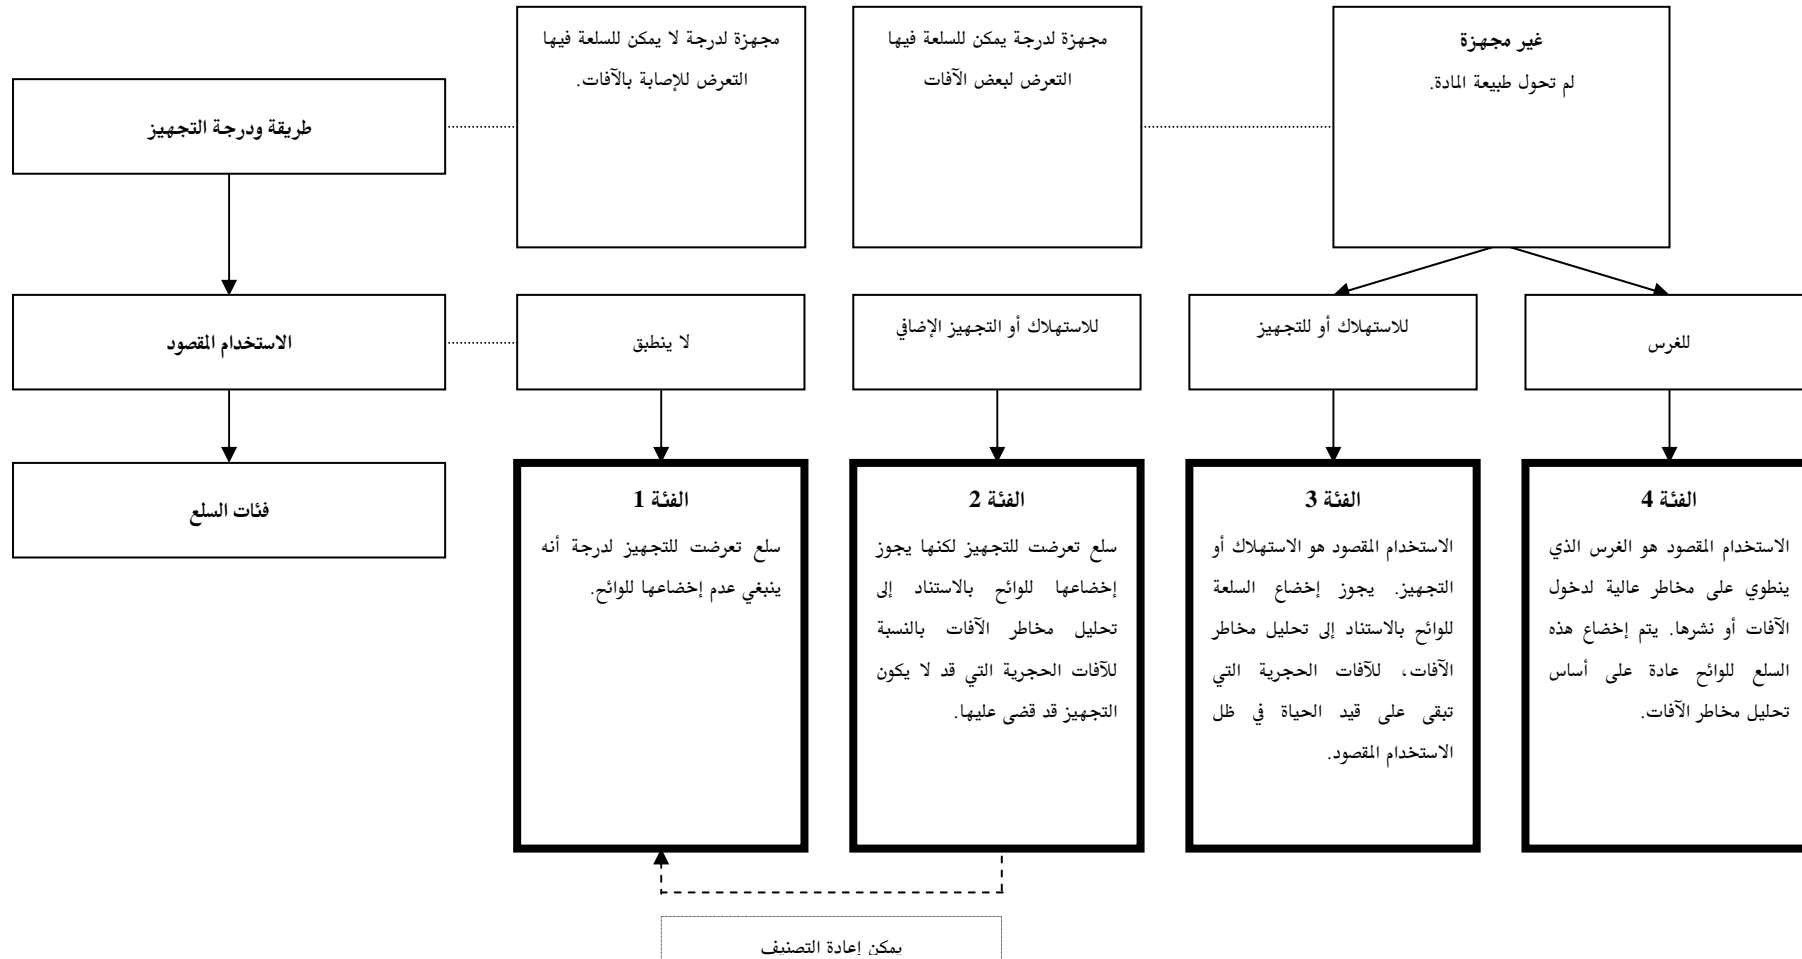 طريقة ودرجة التجهيز
مجهزة لدرجة لا يمكن للسلعة فيها
التعرض للإصابة بالآفات.
مجهزة لدرجة يمكن للسلعة فيها
التعرض لبعض الآفات
غير مجهزة
لم تحول طبيعة المادة.
الاستخدام المقصود
لا ينطبق
للاستهلاك أو التجهيز الإضافي
للاستهلاك أو للتجهيز
للغرس
فئات السلع
الفئة 1
سلع تعرضت للتجهيز لدرجة أنه
ينبغي عدم إخضاعها للوائح.
الفئة 2
سلع تعرضت للتجهيز لكنها يجوز
إخضاعها للوائح بالاستناد إلى
تحليل مخاطر الآفات بالنسبة
للآفات الحجرية التي قد لا يكون
التجهيز قد قضى عليها.
الفئة 3
الاستخدام المقصود هو الاستهلاك أو
التجهيز. يجوز إخضاع السلعة
للوائح بالاستناد إلى تحليل مخاطر
الآفات، للآفات الحجرية التي
تبقى على قيد الحياة في ظل
الاستخدام المقصود.
الفئة 4
الاستخدام المقصود هو الغرس الذي
ينطوي على مخاطر عالية لدخول
الآفات أو نشرها. يتم إخضاع هذه
السلع للوائح عادة على أساس
تحليل مخاطر الآفات.
يمكن إعادة التصنيف